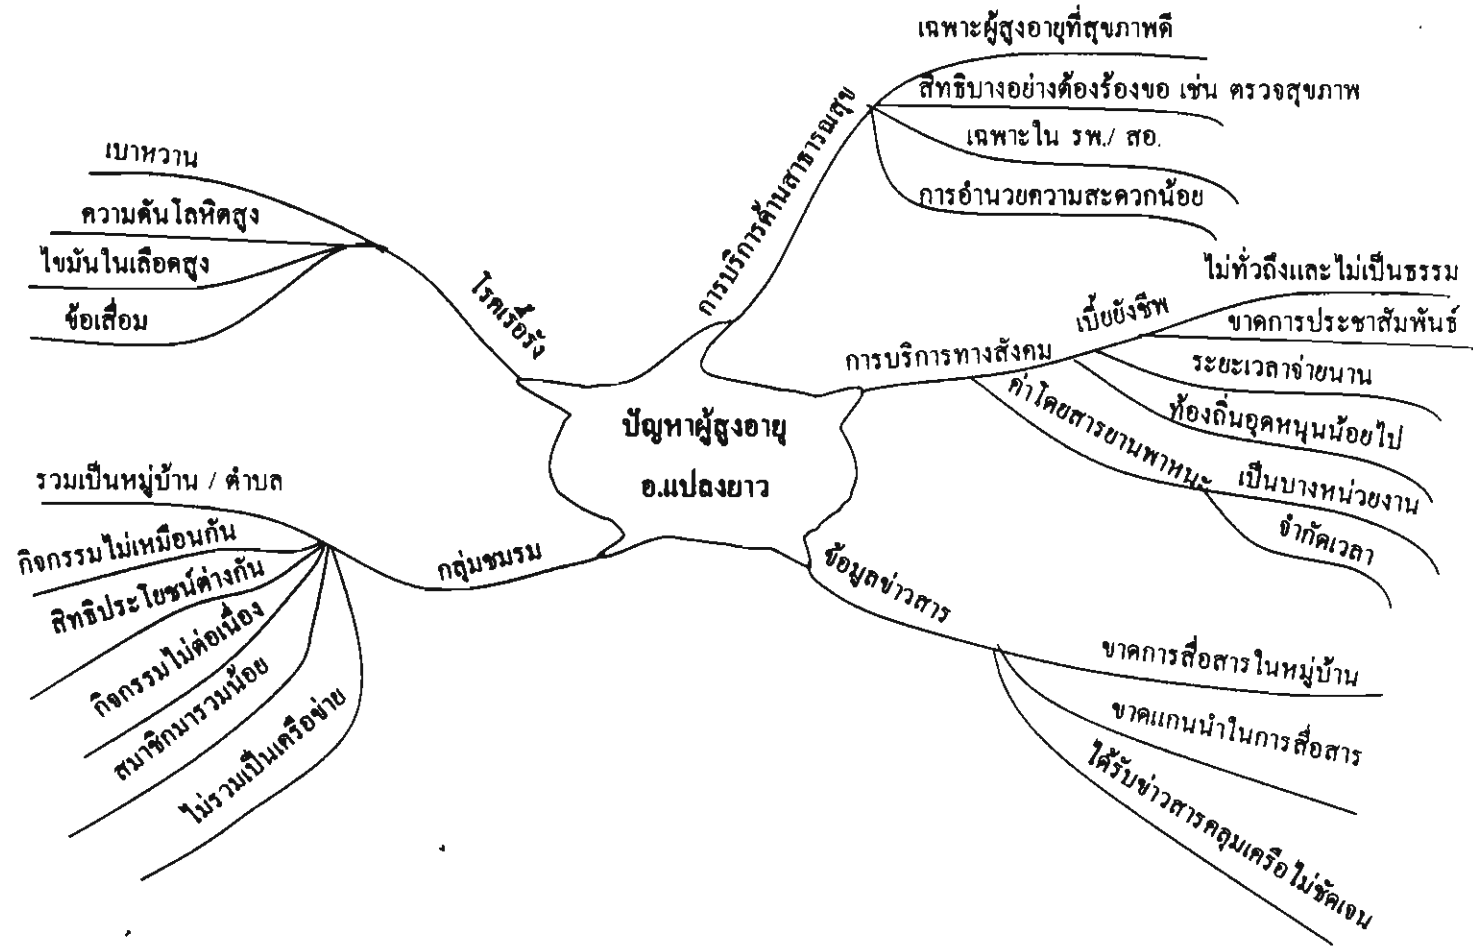 ปัญหาผู้สูงอายุ
อ.แปลงยาว
การบริการด้านสาธารณสุข
เฉพาะผู้สูงอายุที่สุขภาพดี
สิทธิบางอย่างต้องร้องขอ เช่น ตรวจสุขภาพ
เฉพาะใน รพ./ สอ.
การอำนวยความสะดวกน้อย
การบริการทางสังคม
เบี้ยยังชีพ
ไม่ทั่วถึงและไม่เป็นธรรม
ขาดการประชาสัมพันธ์
ระยะเวลาจ่ายนาน
ท้องถิ่นอุดหนุนน้อยไป
ค่าโดยสารยานพาหนะ
เป็นบางหน่วยงาน
จำกัดเวลา
ข้อมูลข่าวสาร
ขาดการสื่อสารในหมู่บ้าน
ขาดแกนนำในการสื่อสาร
ได้รับข่าวสารคลุมเครือไม่ชัดเจน
กลุ่มชมรม
รวมเป็นหมู่บ้าน / ตำบล
กิจกรรมไม่เหมือนกัน
สิทธิประโยชน์ต่างกัน
กิจกรรมไม่ต่อเนื่อง
สมาชิกมารวมน้อย
ไม่รวมเป็นเครือข่าย
โรคเรื้อรัง
เบาหวาน
ความดันโลหิตสูง
ไขมันในเลือดสูง
ข้อเสื่อม